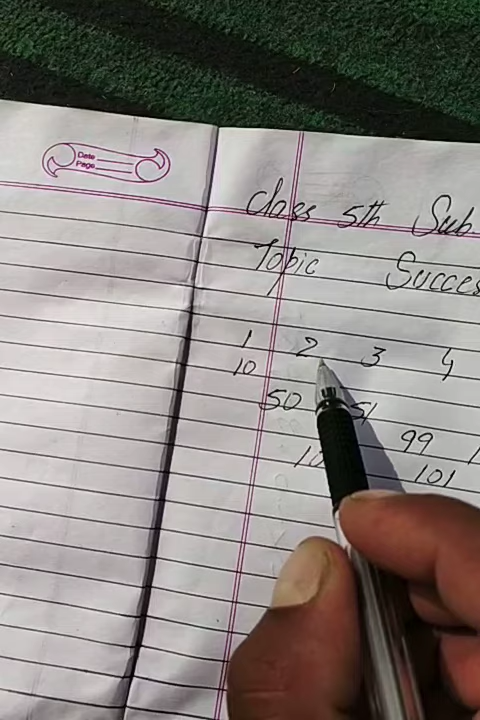 Date
Page
Class 5th Sub
Topic Succes
1 2 3 4
10
50 51
99
101